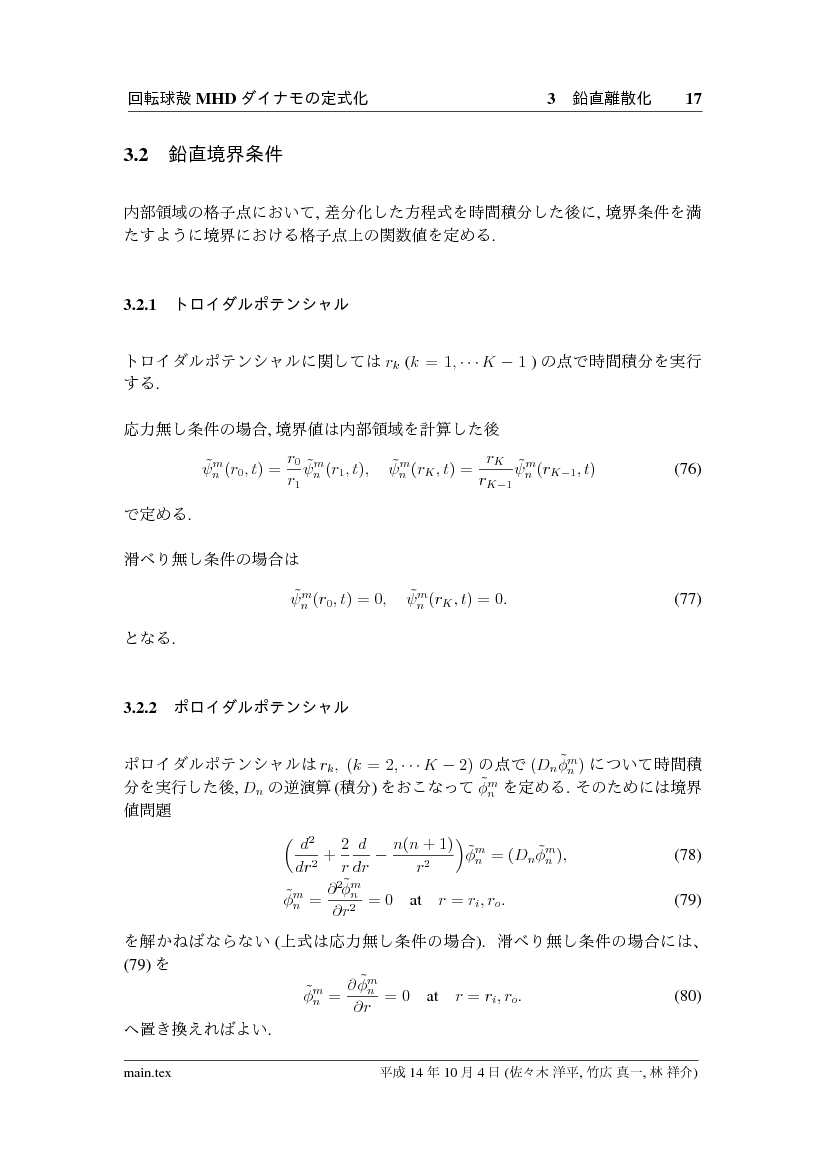 回転球殻 MHD ダイナモの定式化 3 鉛直離散化 17
3.2 鉛直境界条件
内部領域の格子点において, 差分化した方程式を時間積分した後に, 境界条件を満
たすように境界における格子点上の関数値を定める.
3.2.1 トロイダルポテンシャル
トロイダルポテンシャルに関しては $r_k$ ($k = 1, \cdots K - 1$ ) の点で時間積分を実行
する.
応力無し条件の場合, 境界値は内部領域を計算した後
$\tilde{\psi}_n^m(r_0, t) = \frac{r_0}{r_1}\tilde{\psi}_n^m(r_1, t), \quad \tilde{\psi}_n^m(r_K, t) = \frac{r_K}{r_{K-1}}\tilde{\psi}_n^m(r_{K-1}, t)$ (76)
で定める.
滑べり無し条件の場合は
$\tilde{\psi}_n^m(r_0, t) = 0, \quad \tilde{\psi}_n^m(r_K, t) = 0.$ (77)
となる.
3.2.2 ポロイダルポテンシャル
ポロイダルポテンシャルは $r_k$, $(k = 2, \cdots K - 2)$ の点で $(D_n\tilde{\phi}_n^m)$ について時間積
分を実行した後, $D_n$ の逆演算 (積分) をおこなって $\tilde{\phi}_n^m$ を定める. そのためには境界
値問題
$\left(\frac{d^2}{dr^2} + \frac{2}{r}\frac{d}{dr} - \frac{n(n+1)}{r^2}\right)\tilde{\phi}_n^m = (D_n\tilde{\phi}_n^m),$ (78)
$\tilde{\phi}_n^m = \frac{\partial^2\tilde{\phi}_n^m}{\partial r^2} = 0 \quad \text{at} \quad r = r_i, r_o.$ (79)
を解かねばならない (上式は応力無し条件の場合). 滑べり無し条件の場合には、
(79) を
$\tilde{\phi}_n^m = \frac{\partial\tilde{\phi}_n^m}{\partial r} = 0 \quad \text{at} \quad r = r_i, r_o.$ (80)
へ置き換えればよい.
main.tex 平成 14 年 10 月 4 日 (佐々木 洋平, 竹広 真一, 林 祥介)